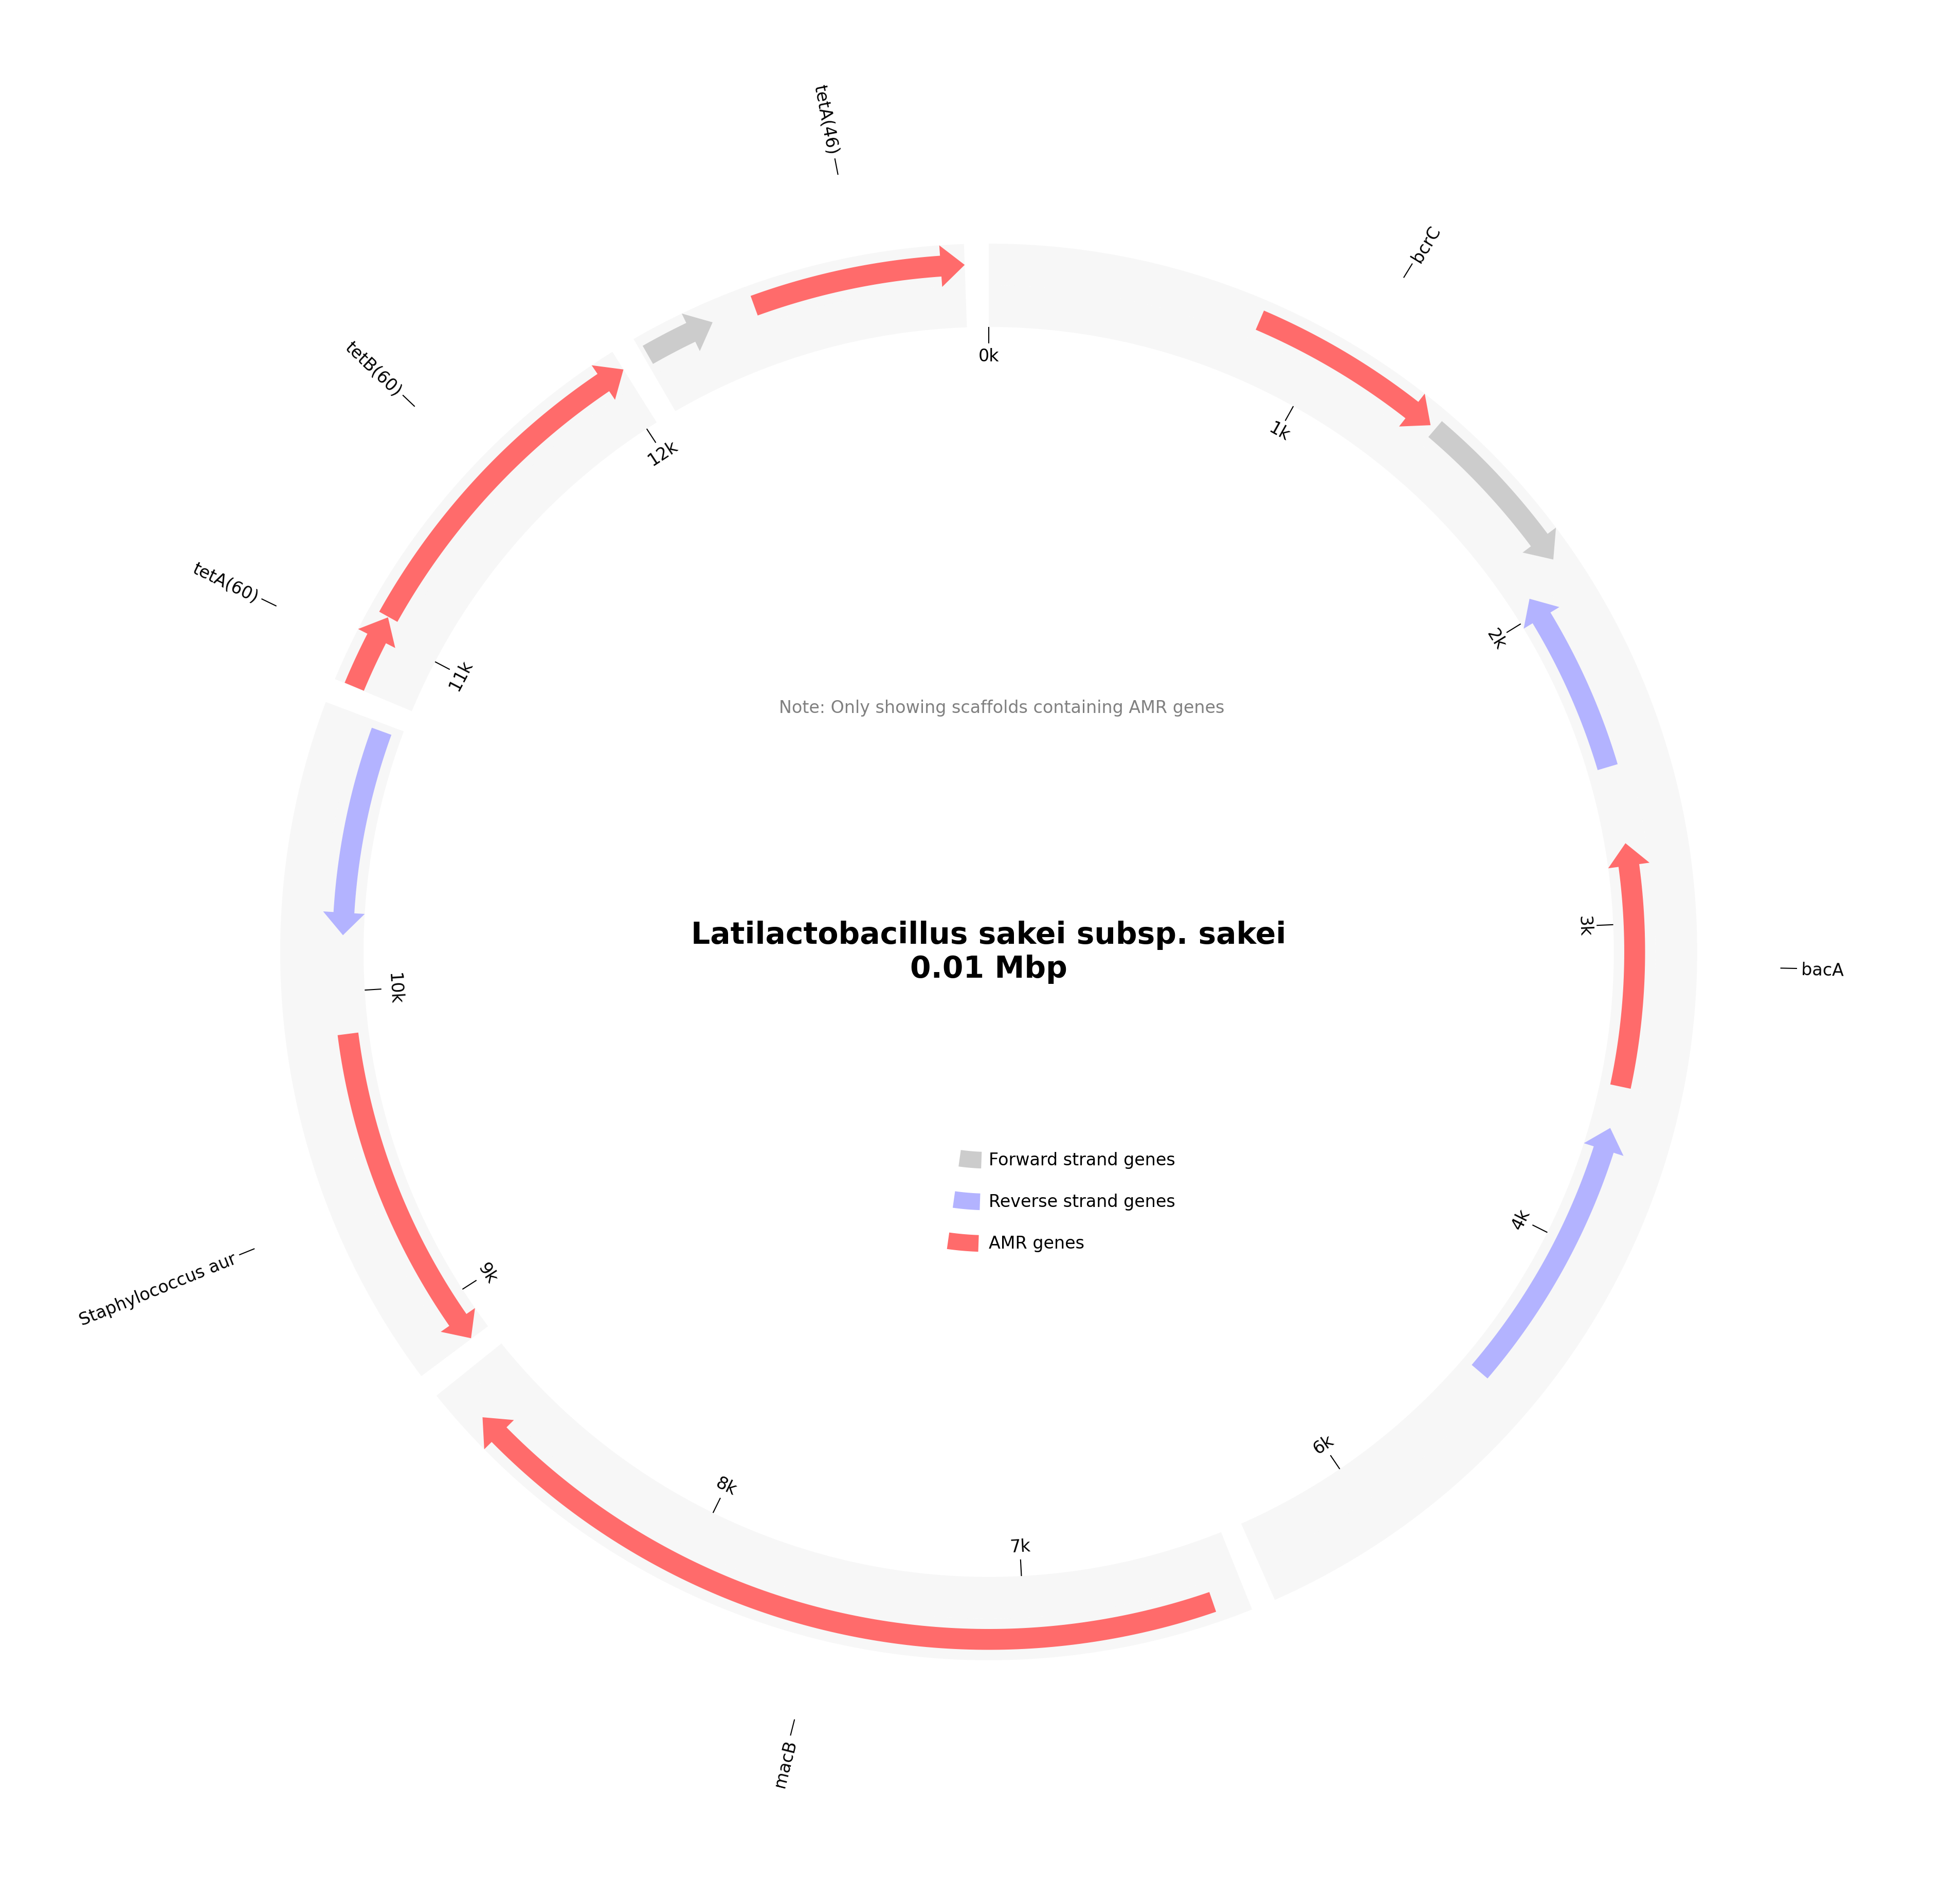 tetA(46)
bcrC
tetB(60)
0k
1k
12k
tetA(60)
2k
11k
Note: Only showing scaffolds containing AMR genes
Latilactobacillus sakei subsp. sakei
0.01 Mbp
3k
bacA
10k
Forward strand genes
Reverse strand genes
AMR genes
4k
Staphylococcus aur
9k
6k
8k
7k
macB